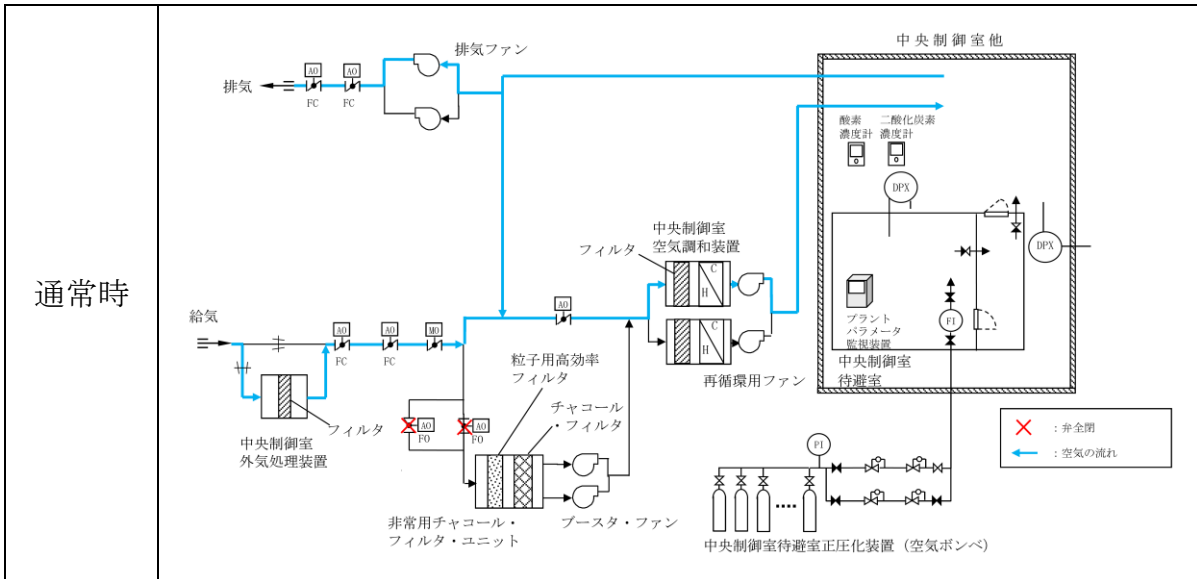 通常時
中央制御室他
排気ファン
排気
AO
AO
FC
FC
酸素
濃度計
二酸化炭素
濃度計
DPX
DPX
中央制御室
空気調和装置
フィルタ
C
H
C
H
再循環用ファン
プラント
パラメータ
監視装置
FI
中央制御室
待避室
給気
AO
AO
MO
AO
FC
FC
フィルタ
中央制御室
外気処理装置
粒子用高効率
フィルタ
チャコール
・フィルタ
AO
FO
AO
FO
非常用チャコール・
フィルタ・ユニット
ブースタ・ファン
PI
中央制御室待避室正圧化装置（空気ボンベ）
：弁全閉
：空気の流れ